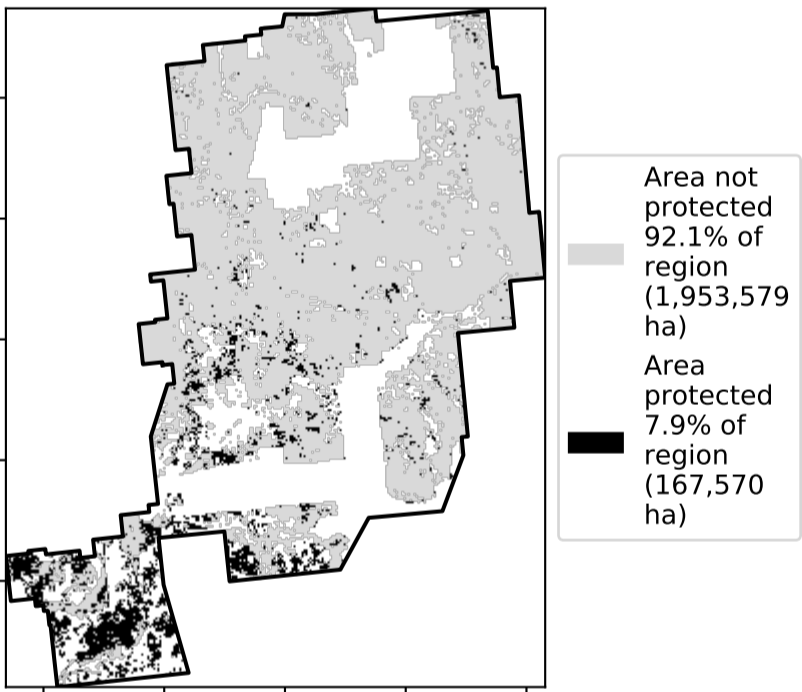 Area not
protected
92.1% of
region
(1,953,579
ha)
Area
protected
7.9% of
region
(167,570
ha)